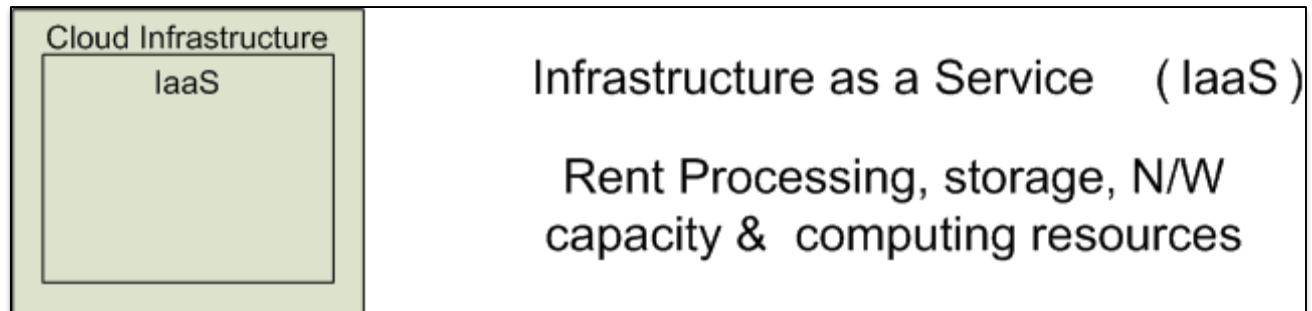 Cloud Infrastructure
IaaS
Infrastructure as a Service ( IaaS )
Rent Processing, storage, N/W
capacity & computing resources